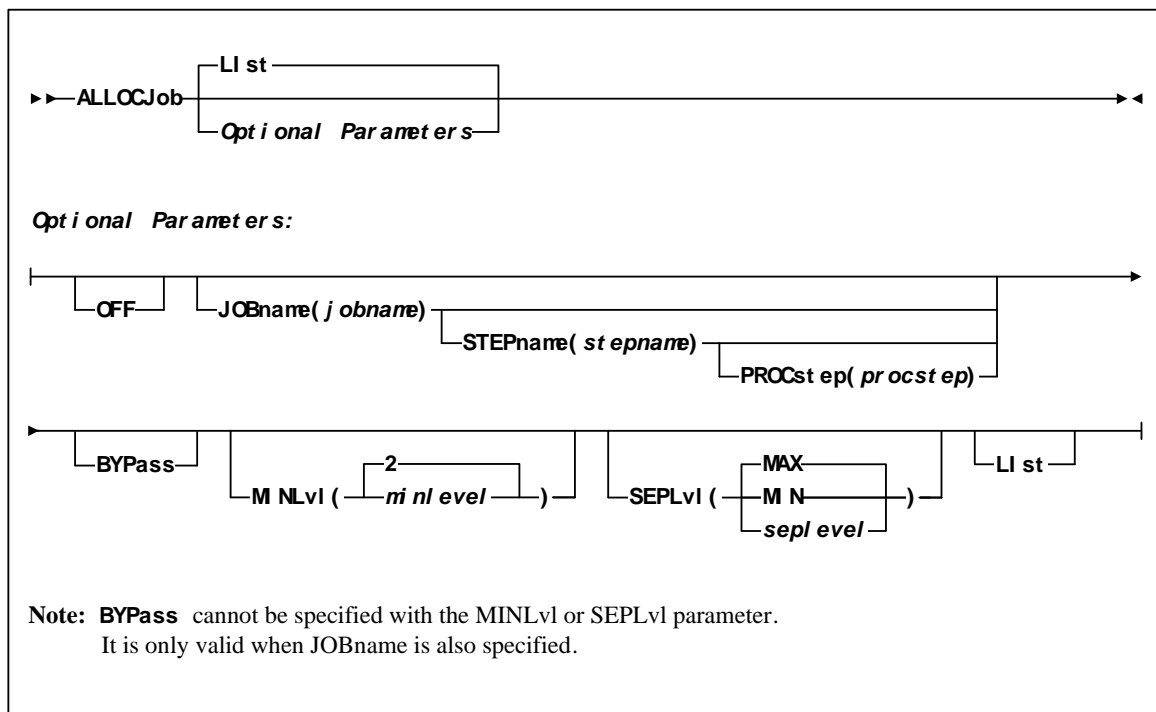 LIst
ALLOCJob
Optional Parameters
Optional Parameters:
OFF
JOBname(jobname)
STEPname(stepname)
PROCstep(procstep)
BYPass
MINLvl(
2
minlevel
)
SEPLvl(
MAX
MIN
seplevel
)
LIst
Note: BYPass cannot be specified with the MINLvl or SEPLvl parameter.
It is only valid when JOBname is also specified.